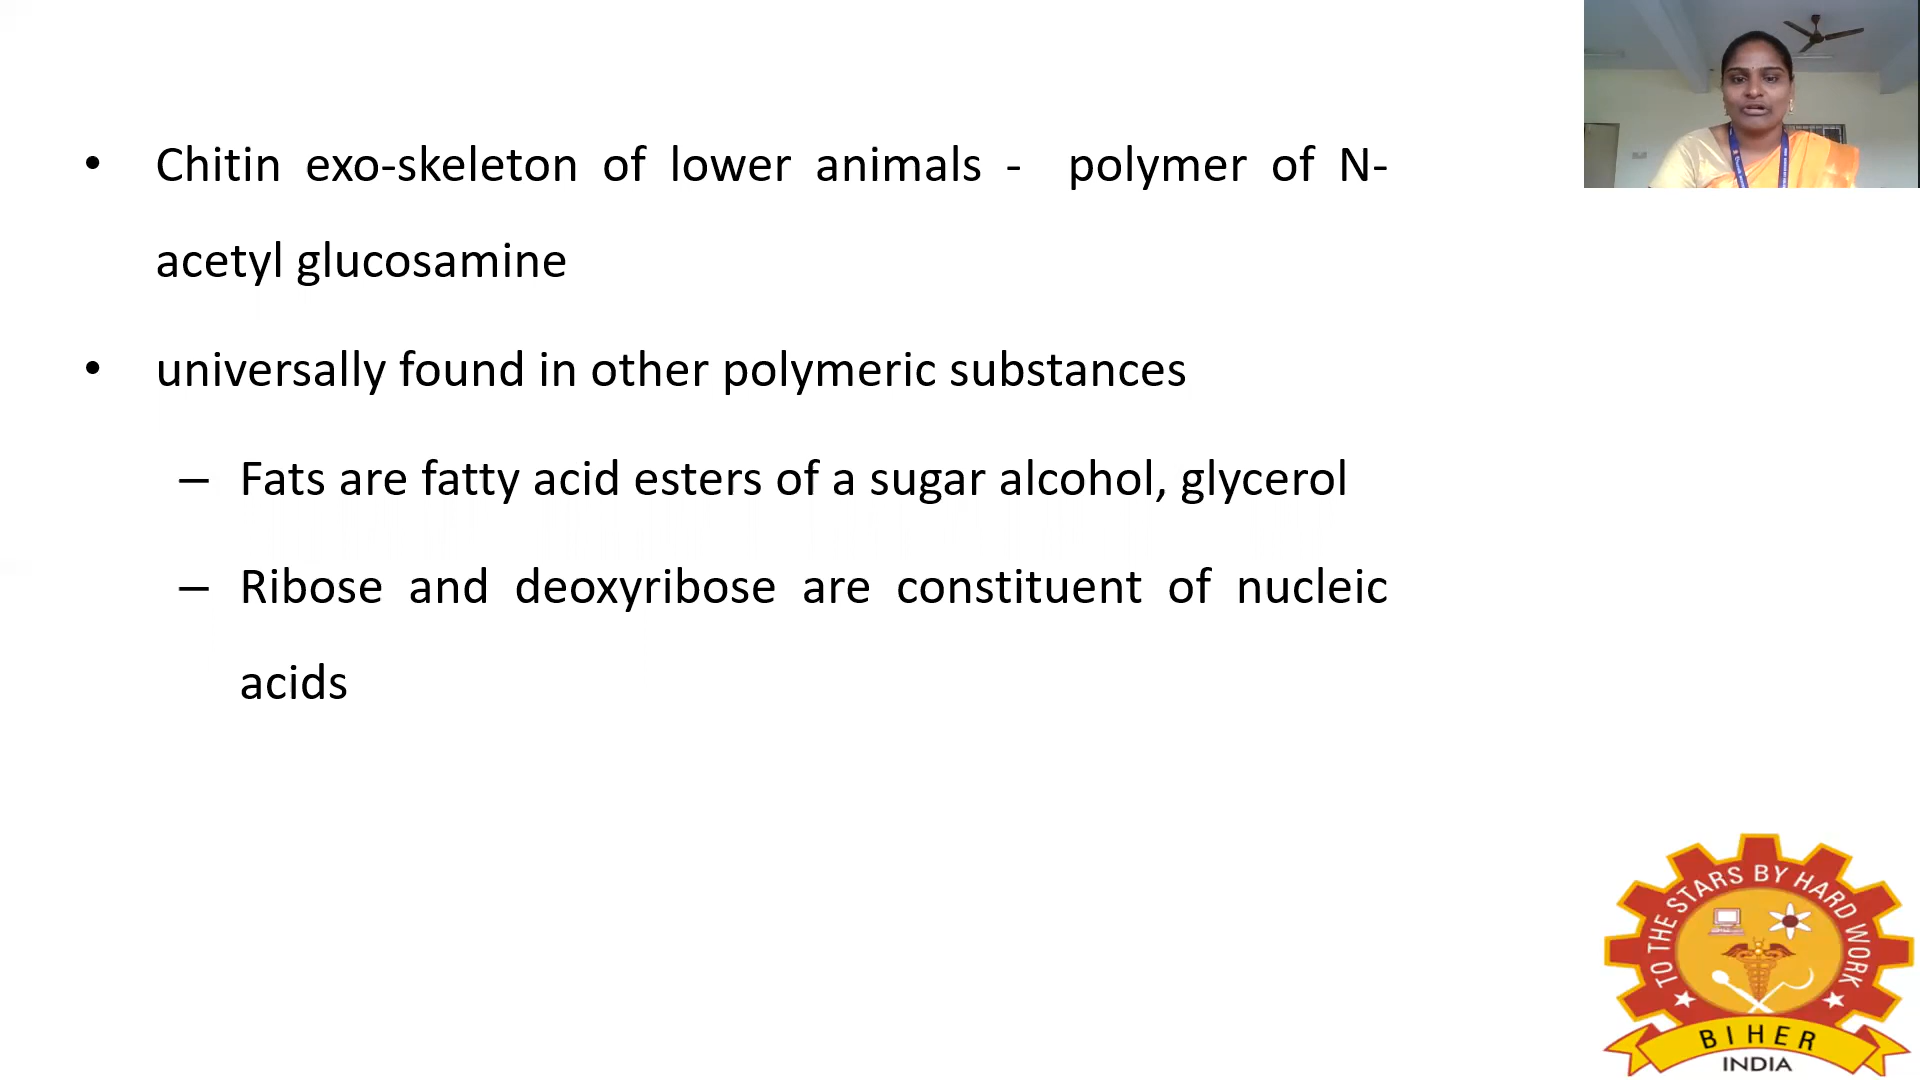 • Chitin exo-skeleton of lower animals - polymer of N-
acetyl glucosamine
• universally found in other polymeric substances
– Fats are fatty acid esters of a sugar alcohol, glycerol
– Ribose and deoxyribose are constituent of nucleic
acids
TO THE STARS BY HARD WORK
BIHER
INDIA